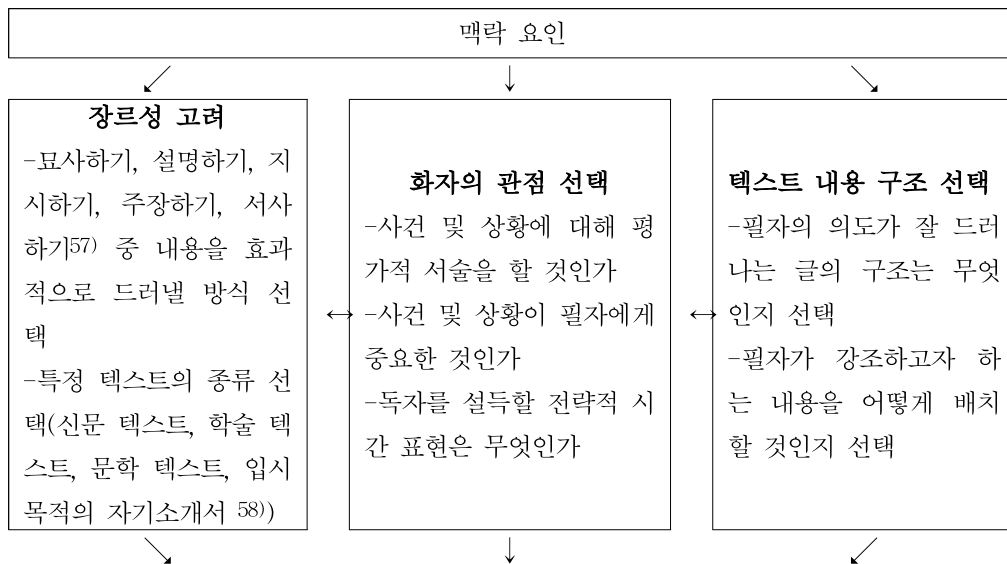 맥락 요인
↙ ↓ ↘
장르성 고려
-묘사하기, 설명하기, 지
시하기, 주장하기, 서사
하기57) 중 내용을 효과
적으로 드러낼 방식 선
택
-특정 텍스트의 종류 선
택(신문 텍스트, 학술 텍
스트, 문학 텍스트, 입시
목적의 자기소개서 58))
↔
화자의 관점 선택
-사건 및 상황에 대해 평
가적 서술을 할 것인가
-사건 및 상황이 필자에게
중요한 것인가
-독자를 설득할 전략적 시
간 표현은 무엇인가
↔
텍스트 내용 구조 선택
-필자의 의도가 잘 드러
나는 글의 구조는 무엇
인지 선택
-필자가 강조하고자 하
는 내용을 어떻게 배치
할 것인지 선택
↘ ↓ ↙